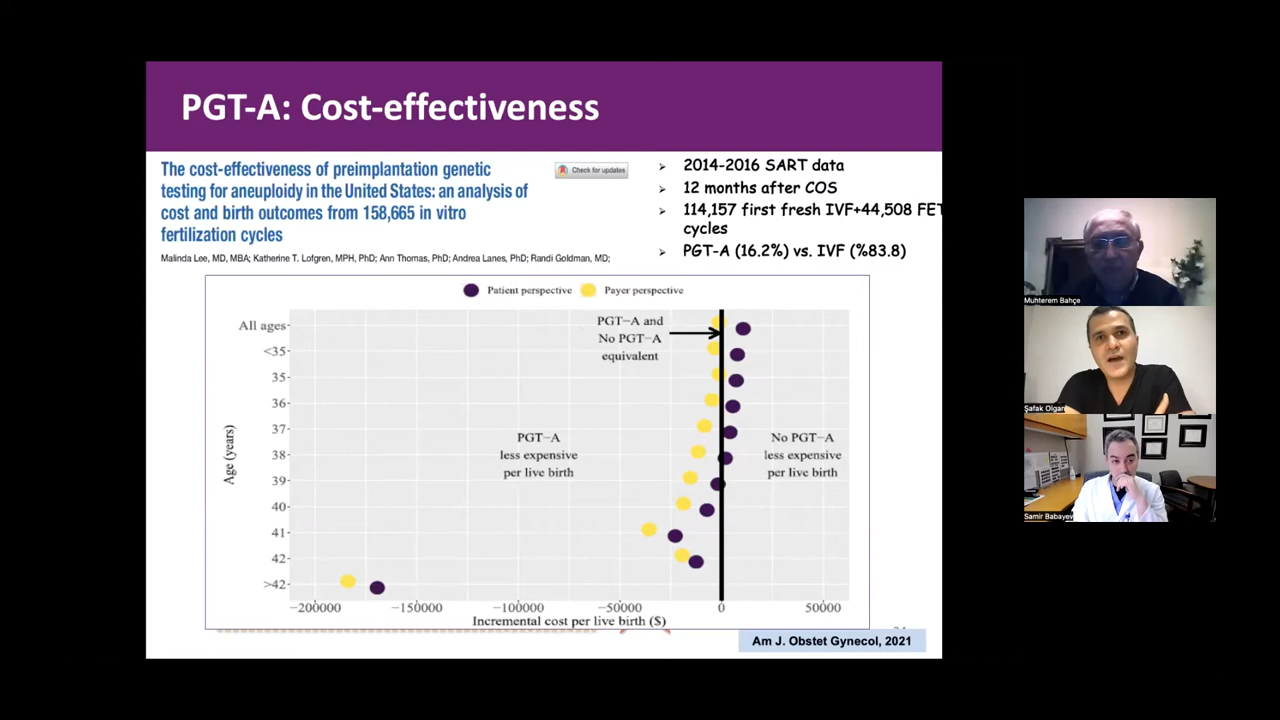 PGT-A: Cost-effectiveness
The cost-effectiveness of preimplantation genetic
testing for aneuploidy in the United States: an analysis of
cost and birth outcomes from 158,665 in vitro
fertilization cycles
Check for updates
Malinda Lee, MD, MBA; Katherine T. Lofgren, MPH, PhD; Ann Thomas, PhD; Andrea Lanes, PhD; Randi Goldman, MD;
➢ 2014-2016 SART data
➢ 12 months after COS
➢ 114,157 first fresh IVF+44,508 FET
cycles
➢ PGT-A (16.2%) vs. IVF (%83.8)
Patient perspective
Payer perspective
Age (years)
All ages
<35
35
36
37
38
39
40
41
42
>42
PGT−A and
No PGT−A
equivalent
PGT−A
less expensive
per live birth
No PGT−A
less expensive
per live birth
−200000 −150000 −100000 −50000 0 50000
Incremental cost per live birth ($)
Am J. Obstet Gynecol, 2021
Muhterem Bahçe
Şafak Olgan
Samir Babayev